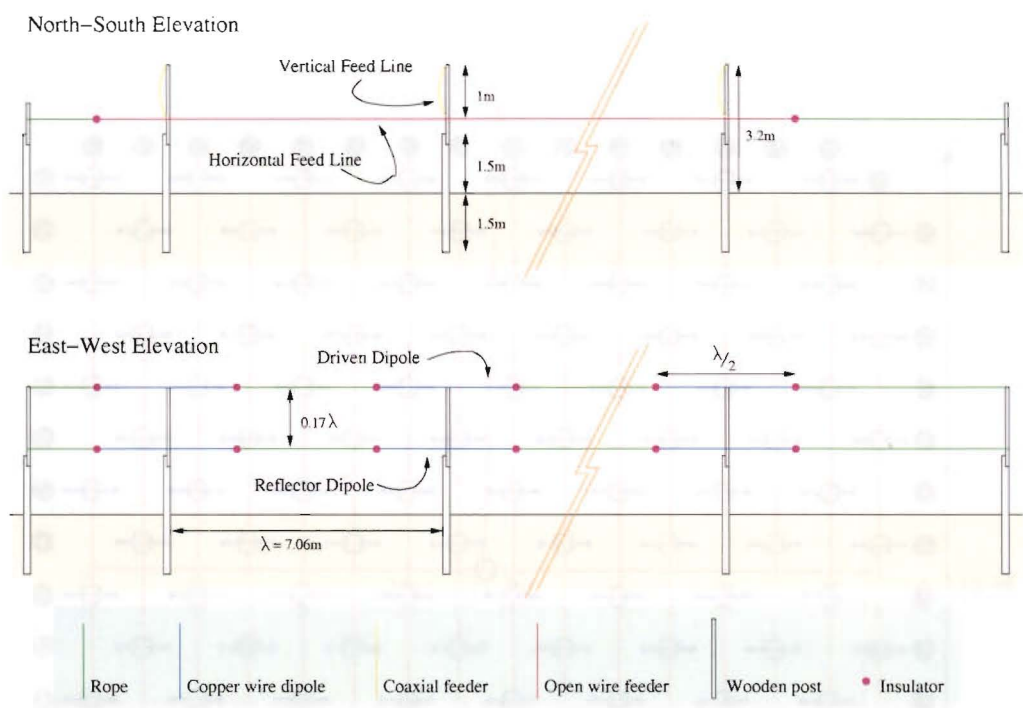 North–South Elevation
Vertical Feed Line
1m
3.2m
Horizontal Feed Line
1.5m
1.5m
East–West Elevation
Driven Dipole
λ/2
0.17 λ
Reflector Dipole
λ = 7.06m
Rope
Copper wire dipole
Coaxial feeder
Open wire feeder
Wooden post
Insulator